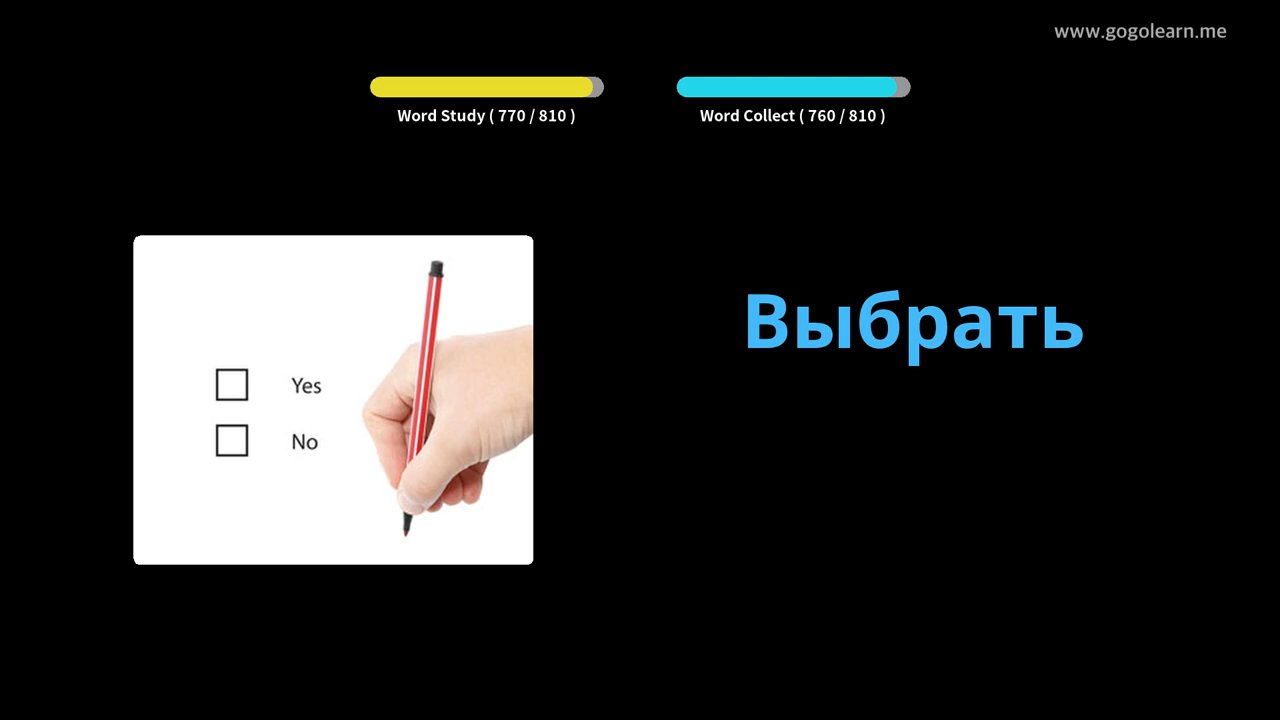 www.gogolearn.me
Word Study ( 770 / 810 )
Word Collect ( 760 / 810 )
Yes
No
Выбрать